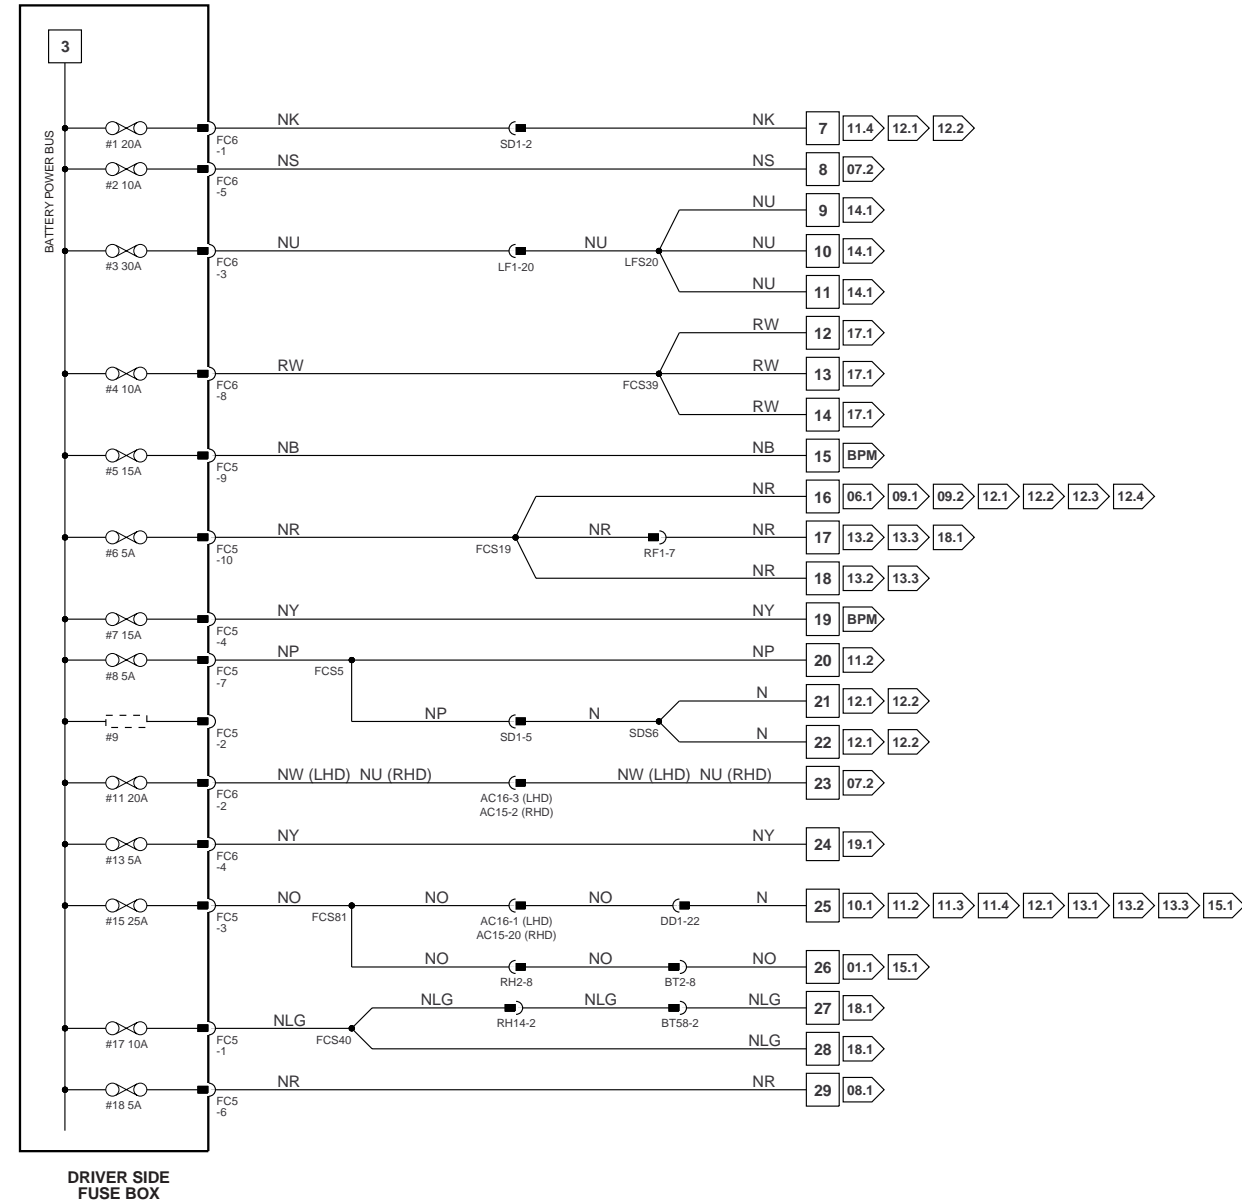 3
BATTERY POWER BUS
NK NK 7 11.4 12.1 12.2
#1 20A FC6 SD1-2
-1
NS NS 8 07.2
#2 10A FC6
-5
NU 9 14.1
NU NU NU 10 14.1
#3 30A FC6 LF1-20 LFS20
-3
NU 11 14.1
RW 12 17.1
RW RW 13 17.1
#4 10A FC6 FCS39
-8
RW 14 17.1
NB NB 15 BPM
#5 15A FC5
-9
NR 16 06.1 09.1 09.2 12.1 12.2 12.3 12.4
NR NR NR 17 13.2 13.3 18.1
#6 5A FC5 FCS19 RF1-7
-10
NR 18 13.2 13.3
NY NY 19 BPM
#7 15A FC5
-4
NP NP 20 11.2
#8 5A FC5 FCS5
-7
N 21 12.1 12.2
NP N
#9 FC5 SD1-5 SDS6
-2
N 22 12.1 12.2
NW (LHD) NU (RHD) NW (LHD) NU (RHD) 23 07.2
#11 20A FC6 AC16-3 (LHD)
-2 AC15-2 (RHD)
NY NY 24 19.1
#13 5A FC6
-4
NO NO NO N 25 10.1 11.2 11.3 11.4 12.1 13.1 13.2 13.3 15.1
#15 25A FC5 FCS81 AC16-1 (LHD) DD1-22
-3 AC15-20 (RHD)
NO NO NO 26 01.1 15.1
RH2-8 BT2-8
NLG NLG NLG 27 18.1
RH14-2 BT58-2
NLG
#17 10A FC5 FCS40
-1
NLG 28 18.1
NR NR 29 08.1
#18 5A FC5
-6
DRIVER SIDE
FUSE BOX